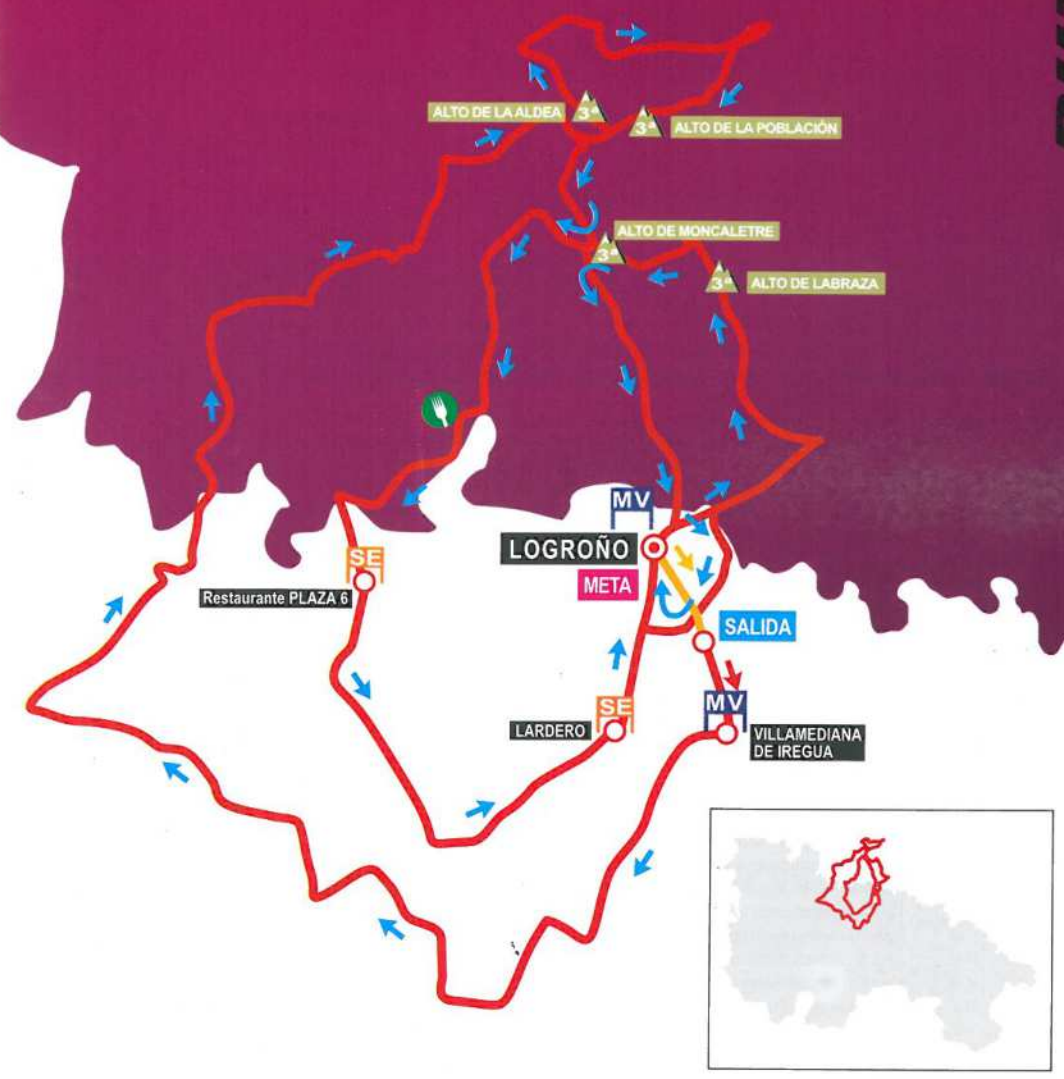 ALTO DE LA ALDEA
3ª
3ª
ALTO DE LA POBLACIÓN
ALTO DE MONCALETRE
3ª
3ª
ALTO DE LABRAZA
MV
LOGROÑO
META
SE
Restaurante PLAZA 6
SALIDA
SE
LARDERO
MV
VILLAMEDIANA
DE IREGUA